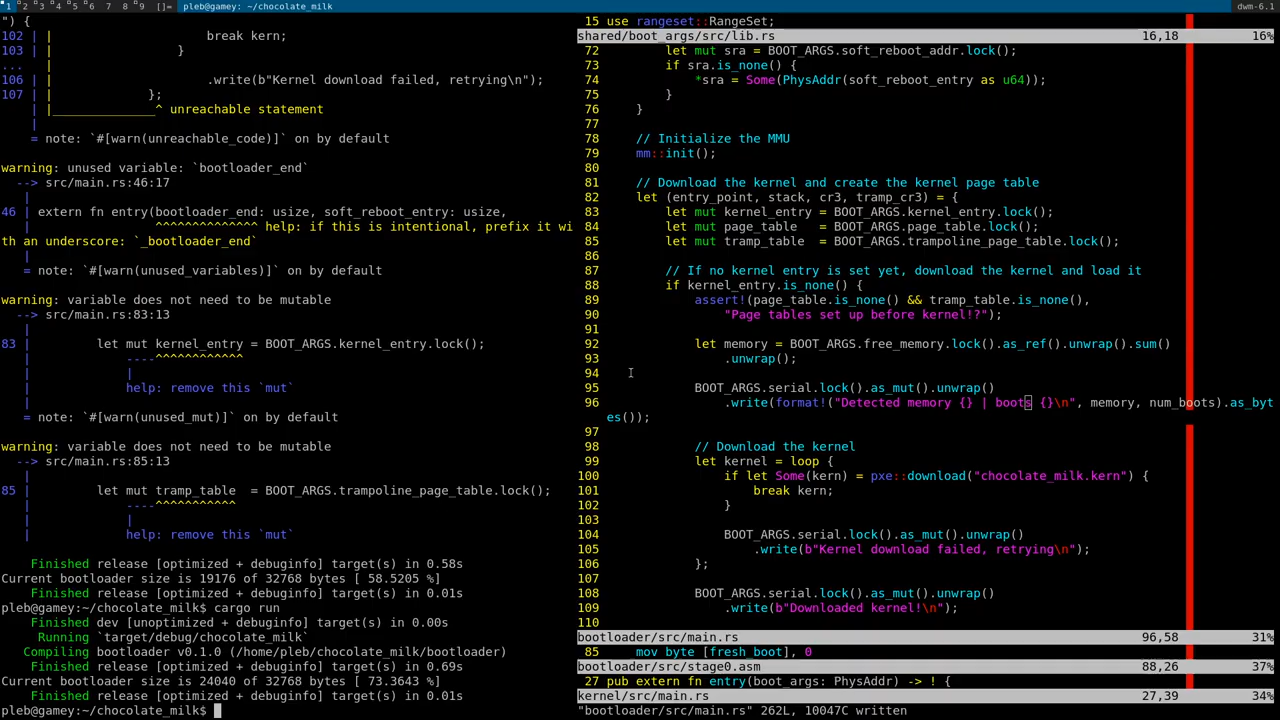 1 2 3 4 5 6 7 8 9 []= pleb@gamey: ~/chocolate_milk dwm-6.1
") {
102 | | break kern;
103 | | }
... |
106 | | .write(b"Kernel download failed, retrying\n");
107 | | };
| |_____________^ unreachable statement
|
= note: `#[warn(unreachable_code)]` on by default
warning: unused variable: `bootloader_end`
--> src/main.rs:46:17
|
46 | extern fn entry(bootloader_end: usize, soft_reboot_entry: usize,
| ^^^^^^^^^^^^^^ help: if this is intentional, prefix it wi
th an underscore: `_bootloader_end`
|
= note: `#[warn(unused_variables)]` on by default
warning: variable does not need to be mutable
--> src/main.rs:83:13
|
83 | let mut kernel_entry = BOOT_ARGS.kernel_entry.lock();
| ----^^^^^^^^^^^^
| |
| help: remove this `mut`
|
= note: `#[warn(unused_mut)]` on by default
warning: variable does not need to be mutable
--> src/main.rs:85:13
|
85 | let mut tramp_table  = BOOT_ARGS.trampoline_page_table.lock();
| ----^^^^^^^^^^^
| |
| help: remove this `mut`
Finished release [optimized + debuginfo] target(s) in 0.58s
Current bootloader size is 19176 of 32768 bytes [ 58.5205 %]
Finished release [optimized + debuginfo] target(s) in 0.01s
pleb@gamey:~/chocolate_milk$ cargo run
Finished dev [unoptimized + debuginfo] target(s) in 0.00s
Running `target/debug/chocolate_milk`
Compiling bootloader v0.1.0 (/home/pleb/chocolate_milk/bootloader)
Finished release [optimized + debuginfo] target(s) in 0.69s
Current bootloader size is 24040 of 32768 bytes [ 73.3643 %]
Finished release [optimized + debuginfo] target(s) in 0.01s
pleb@gamey:~/chocolate_milk$
15 use rangeset::RangeSet;
shared/boot_args/src/lib.rs 16,18 16%
72 let mut sra = BOOT_ARGS.soft_reboot_addr.lock();
73 if sra.is_none() {
74 *sra = Some(PhysAddr(soft_reboot_entry as u64));
75 }
76 }
77
78 // Initialize the MMU
79 mm::init();
80
81 // Download the kernel and create the kernel page table
82 let (entry_point, stack, cr3, tramp_cr3) = {
83 let mut kernel_entry = BOOT_ARGS.kernel_entry.lock();
84 let mut page_table   = BOOT_ARGS.page_table.lock();
85 let mut tramp_table  = BOOT_ARGS.trampoline_page_table.lock();
86
87 // If no kernel entry is set yet, download the kernel and load it
88 if kernel_entry.is_none() {
89 assert!(page_table.is_none() && tramp_table.is_none(),
90 "Page tables set up before kernel!?");
91
92 let memory = BOOT_ARGS.free_memory.lock().as_ref().unwrap().sum()
93 .unwrap();
94
95 BOOT_ARGS.serial.lock().as_mut().unwrap()
96 .write(format!("Detected memory {} | boots {}\n", memory, num_boots).as_byt
es());
97
98 // Download the kernel
99 let kernel = loop {
100 if let Some(kern) = pxe::download("chocolate_milk.kern") {
101 break kern;
102 }
103
104 BOOT_ARGS.serial.lock().as_mut().unwrap()
105 .write(b"Kernel download failed, retrying\n");
106 };
107
108 BOOT_ARGS.serial.lock().as_mut().unwrap()
109 .write(b"Downloaded kernel!\n");
110
bootloader/src/main.rs 96,58 31%
85 mov byte [fresh_boot], 0
bootloader/src/stage0.asm 88,26 37%
27 pub extern fn entry(boot_args: PhysAddr) -> ! {
kernel/src/main.rs 27,39 34%
"bootloader/src/main.rs" 262L, 10047C written